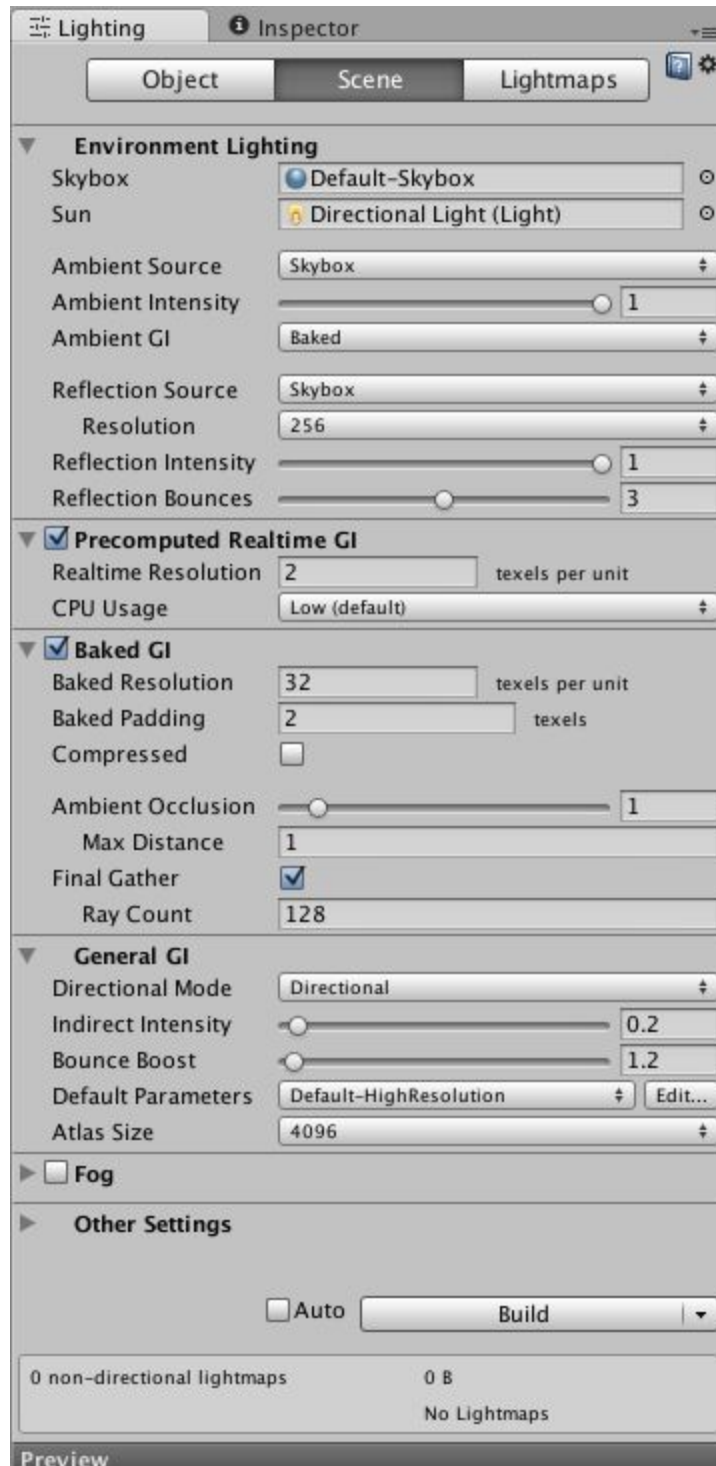 Lighting Inspector
Object Scene Lightmaps
Environment Lighting
Skybox Default-Skybox
Sun Directional Light (Light)
Ambient Source Skybox
Ambient Intensity 1
Ambient GI Baked
Reflection Source Skybox
Resolution 256
Reflection Intensity 1
Reflection Bounces 3
Precomputed Realtime GI
Realtime Resolution 2 texels per unit
CPU Usage Low (default)
Baked GI
Baked Resolution 32 texels per unit
Baked Padding 2 texels
Compressed
Ambient Occlusion 1
Max Distance 1
Final Gather
Ray Count 128
General GI
Directional Mode Directional
Indirect Intensity 0.2
Bounce Boost 1.2
Default Parameters Default-HighResolution Edit...
Atlas Size 4096
Fog
Other Settings
Auto Build
0 non-directional lightmaps 0 B
No Lightmaps
Preview